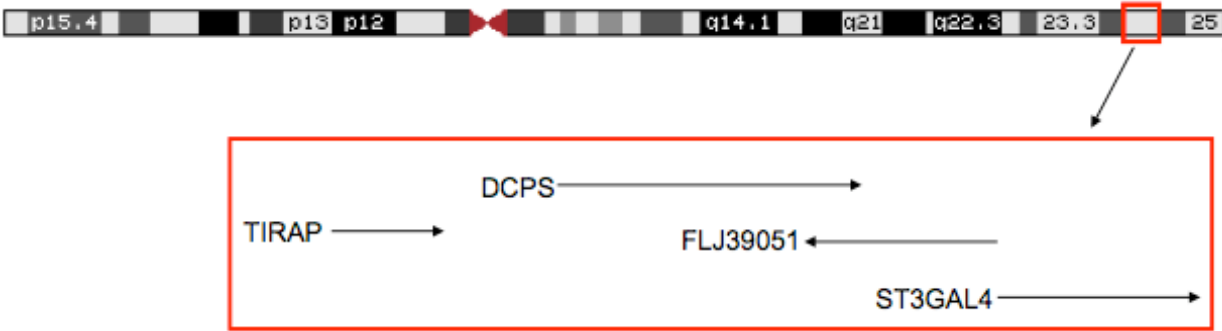 p15.4 p13 p12 q14.1 q21 q22.3 23.3 25
DCPS
TIRAP
FLJ39051
ST3GAL4